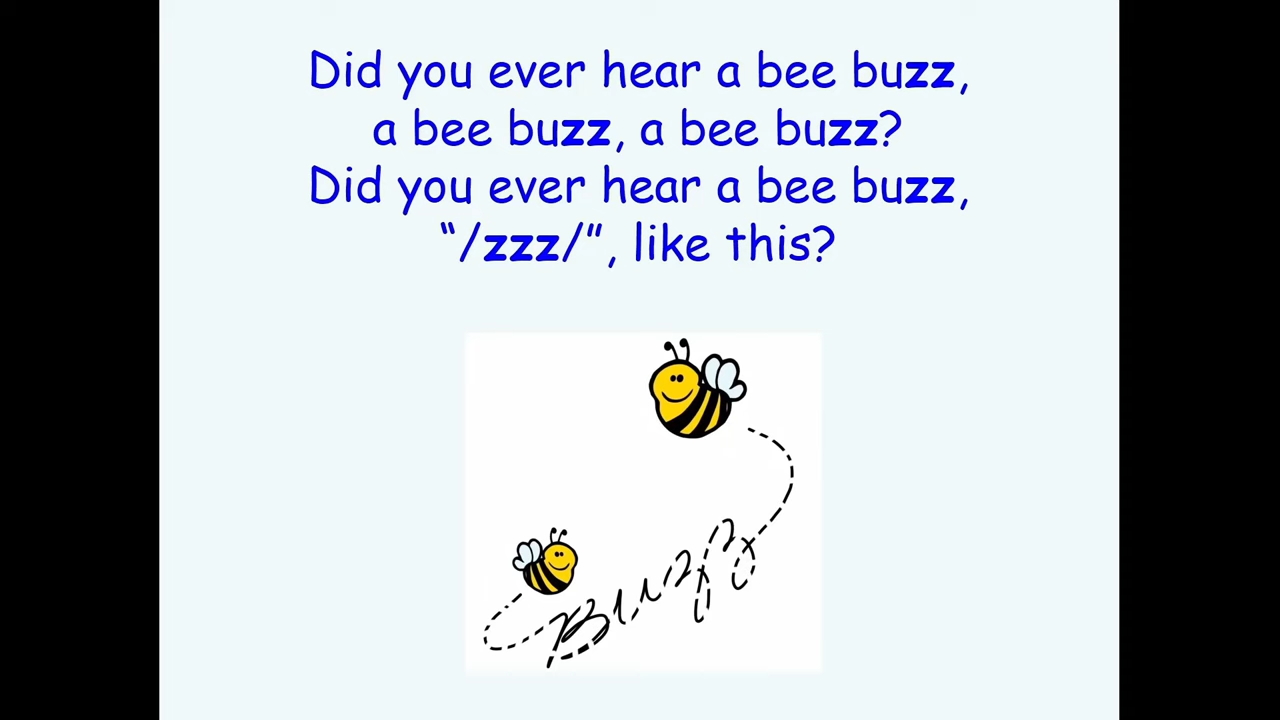 Did you ever hear a bee buzz,
a bee buzz, a bee buzz?
Did you ever hear a bee buzz,
“/zzz/”, like this?
Buzz